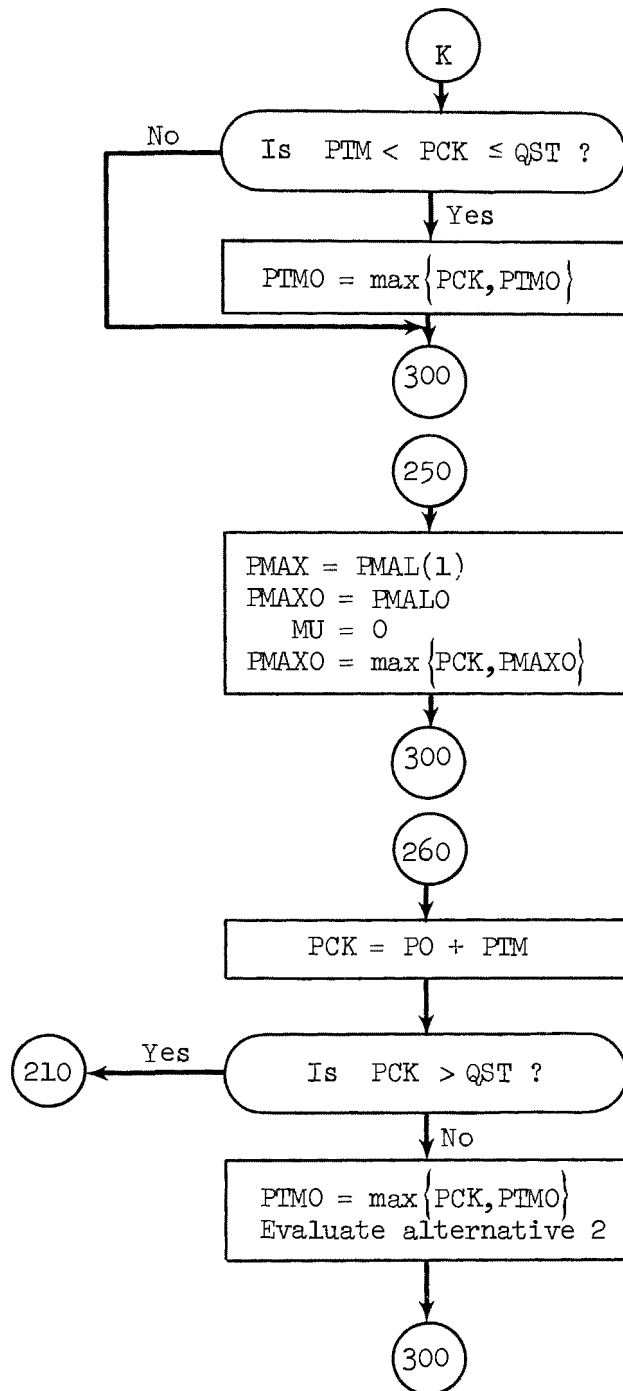 K
No
Is PTM < PCK ≤ QST ?
Yes
PTMO = max{PCK,PTMO}
300
250
PMAX = PMAL(1)
PMAXO = PMALO
MU = 0
PMAXO = max{PCK,PMAXO}
300
260
PCK = PO + PTM
210
Yes
Is PCK > QST ?
No
PTMO = max{PCK,PTMO}
Evaluate alternative 2
300